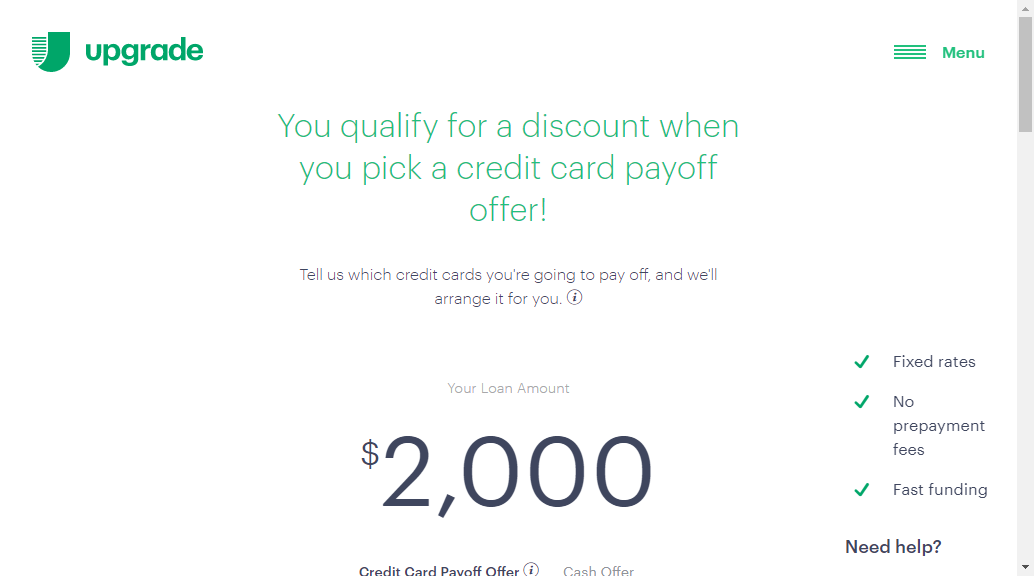 upgrade
Menu
You qualify for a discount when
you pick a credit card payoff
offer!
Tell us which credit cards you're going to pay off, and we'll
arrange it for you. i
Your Loan Amount
$2,000
Credit Card Payoff Offer i Cash Offer
Fixed rates
No
prepayment
fees
Fast funding
Need help?